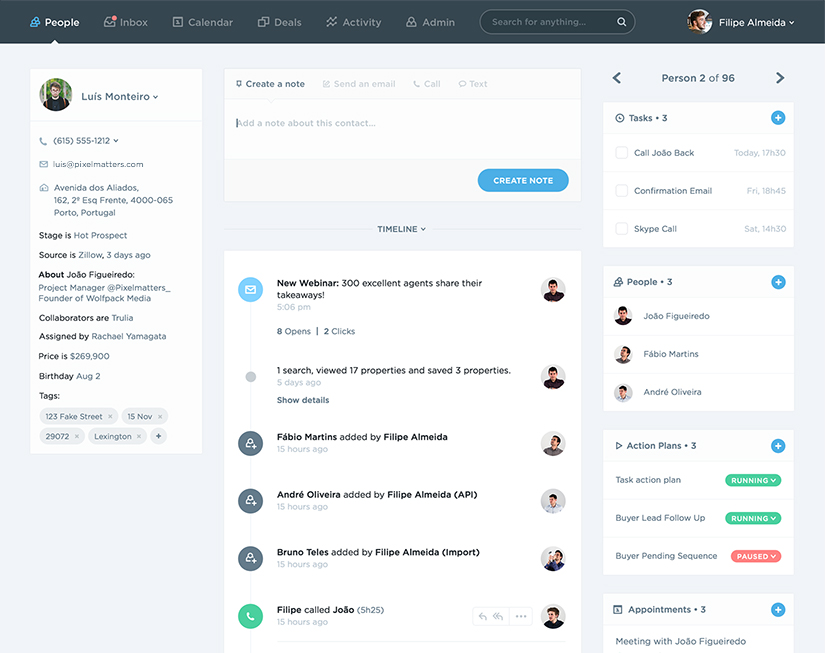 People
Inbox
Calendar
Deals
Activity
Admin
Search for anything...
Filipe Almeida
Luís Monteiro
(615) 555-1212
luis@pixelmatters.com
Avenida dos Aliados,
162, 2º Esq Frente, 4000-065
Porto, Portugal
Stage is Hot Prospect
Source is Zillow, 3 days ago
About João Figueiredo:
Project Manager @Pixelmatters_
Founder of Wolfpack Media
Collaborators are Trulia
Assigned by Rachael Yamagata
Price is $269,900
Birthday Aug 2
Tags:
123 Fake Street ×
15 Nov ×
29072 ×
Lexington ×
+
Create a note
Send an email
Call
Text
Add a note about this contact...
CREATE NOTE
TIMELINE
New Webinar: 300 excellent agents share their
takeaways!
5:06 pm
8 Opens | 2 Clicks
1 search, viewed 17 properties and saved 3 properties.
5 days ago
Show details
Fábio Martins added by Filipe Almeida
15 hours ago
André Oliveira added by Filipe Almeida (API)
15 hours ago
Bruno Teles added by Filipe Almeida (Import)
15 hours ago
Filipe called João (5h25)
15 hours ago
Person 2 of 96
Tasks • 3
Call João Back
Today, 17h30
Confirmation Email
Fri, 18h45
Skype Call
Sat, 14h30
People • 3
João Figueiredo
Fábio Martins
André Oliveira
Action Plans • 3
Task action plan
RUNNING
Buyer Lead Follow Up
RUNNING
Buyer Pending Sequence
PAUSED
Appointments • 3
Meeting with João Figueiredo